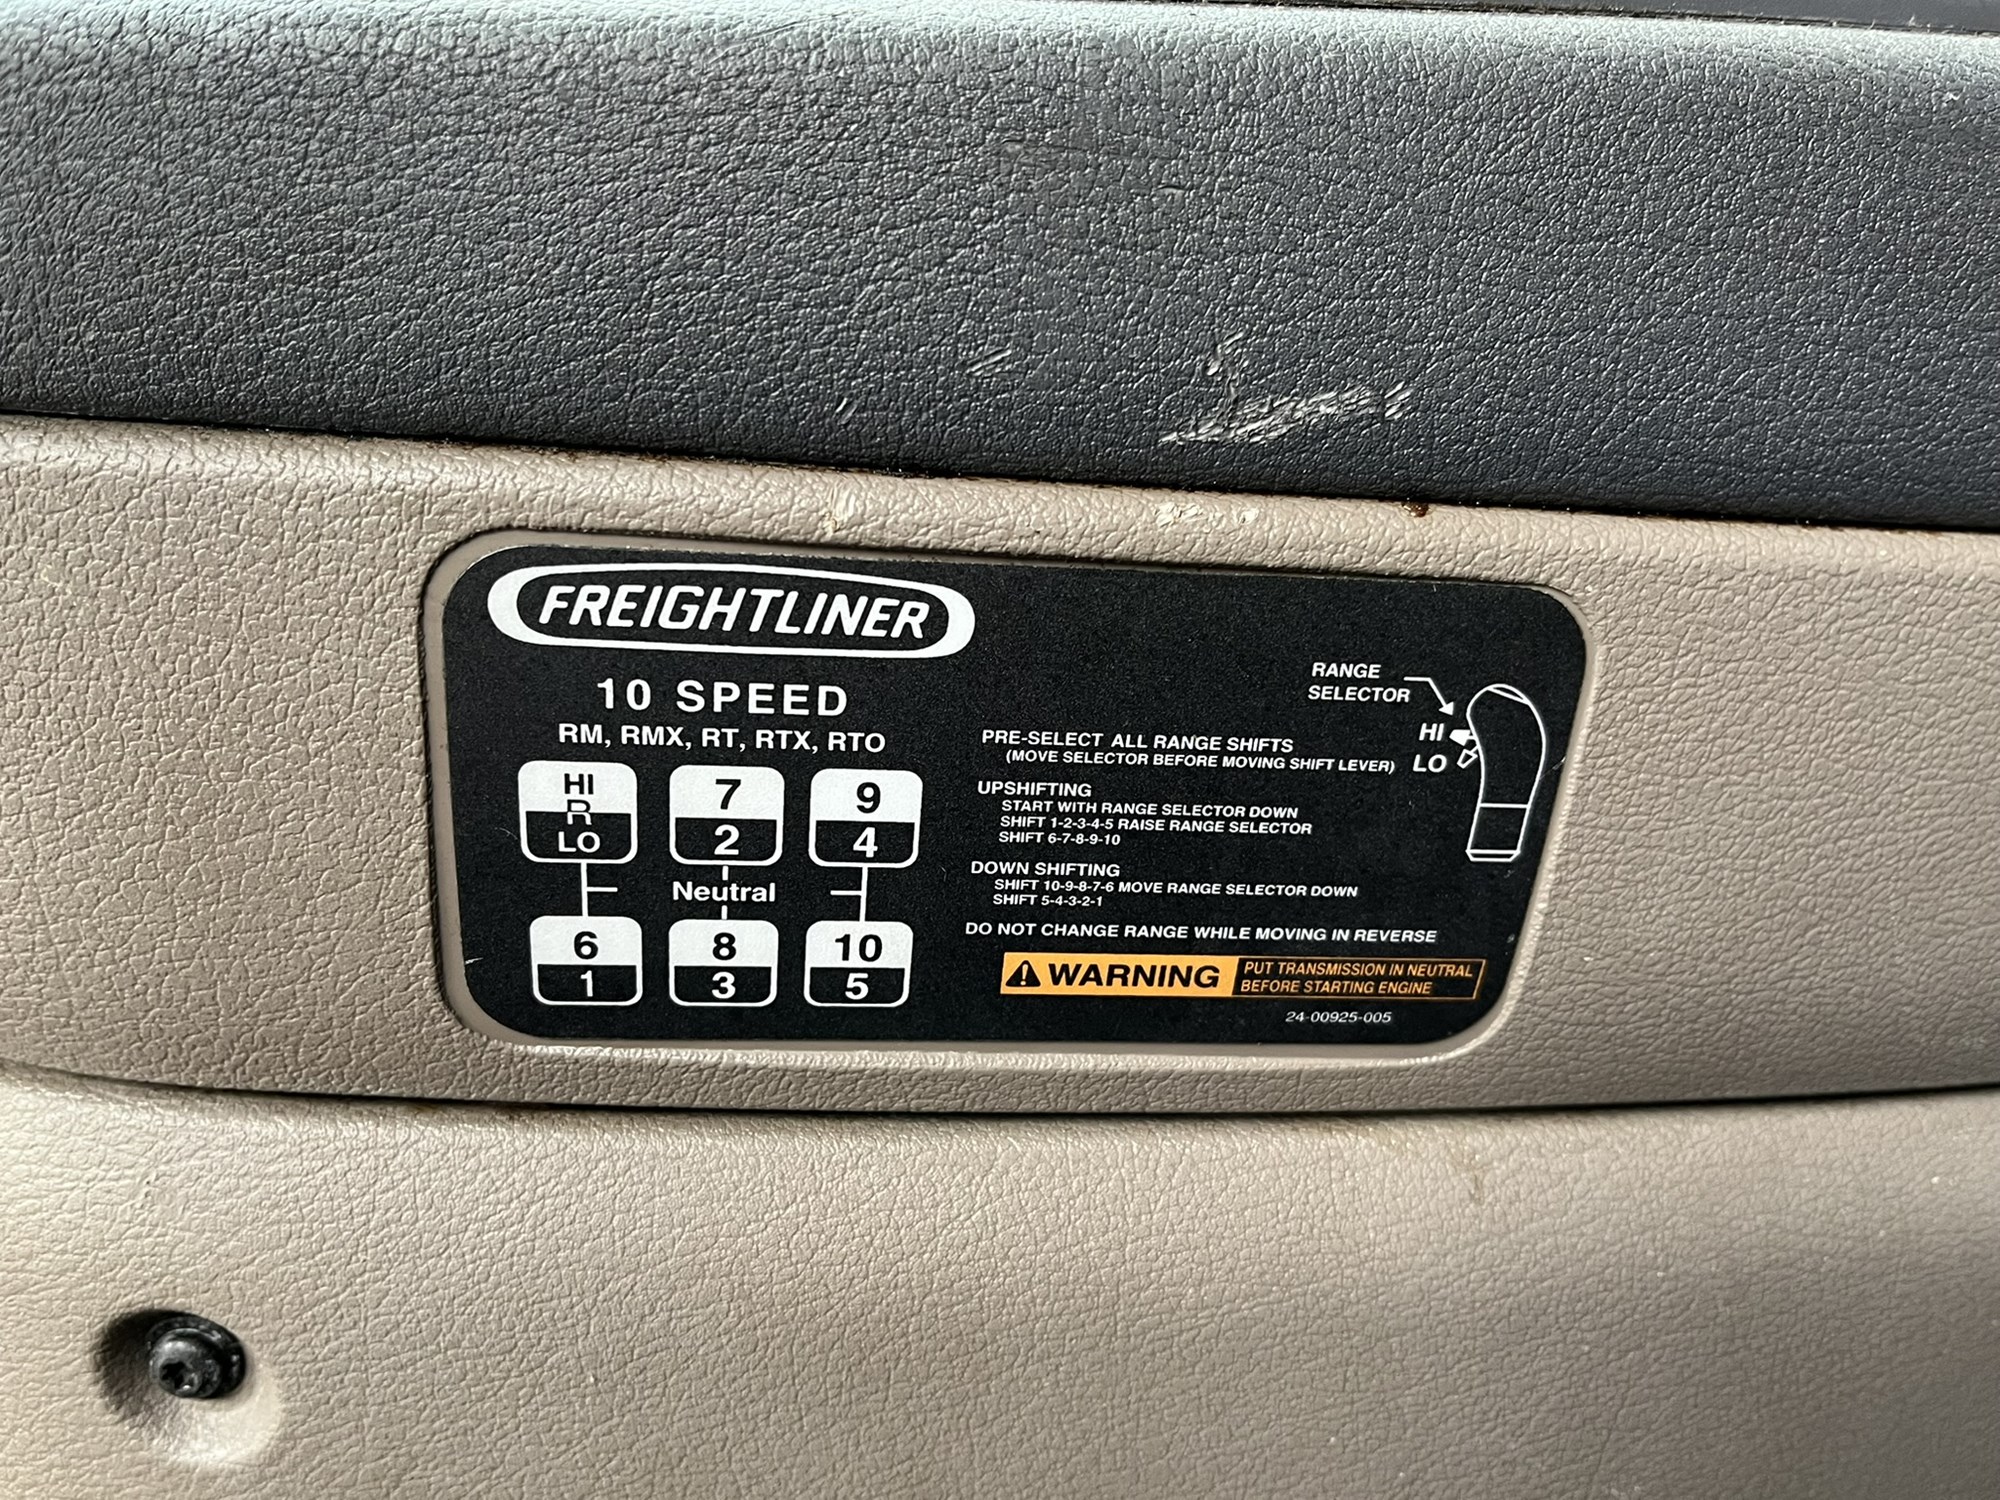 FREIGHTLINER
10 SPEED
RM, RMX, RT, RTX, RTO
HI 7 9
R
LO 2 4
Neutral
6 8 10
1 3 5
RANGE
SELECTOR
HI
LO
PRE-SELECT ALL RANGE SHIFTS
(MOVE SELECTOR BEFORE MOVING SHIFT LEVER)
UPSHIFTING
START WITH RANGE SELECTOR DOWN
SHIFT 1-2-3-4-5 RAISE RANGE SELECTOR
SHIFT 6-7-8-9-10
DOWN SHIFTING
SHIFT 10-9-8-7-6 MOVE RANGE SELECTOR DOWN
SHIFT 5-4-3-2-1
DO NOT CHANGE RANGE WHILE MOVING IN REVERSE
WARNING
PUT TRANSMISSION IN NEUTRAL
BEFORE STARTING ENGINE
24-00925-005